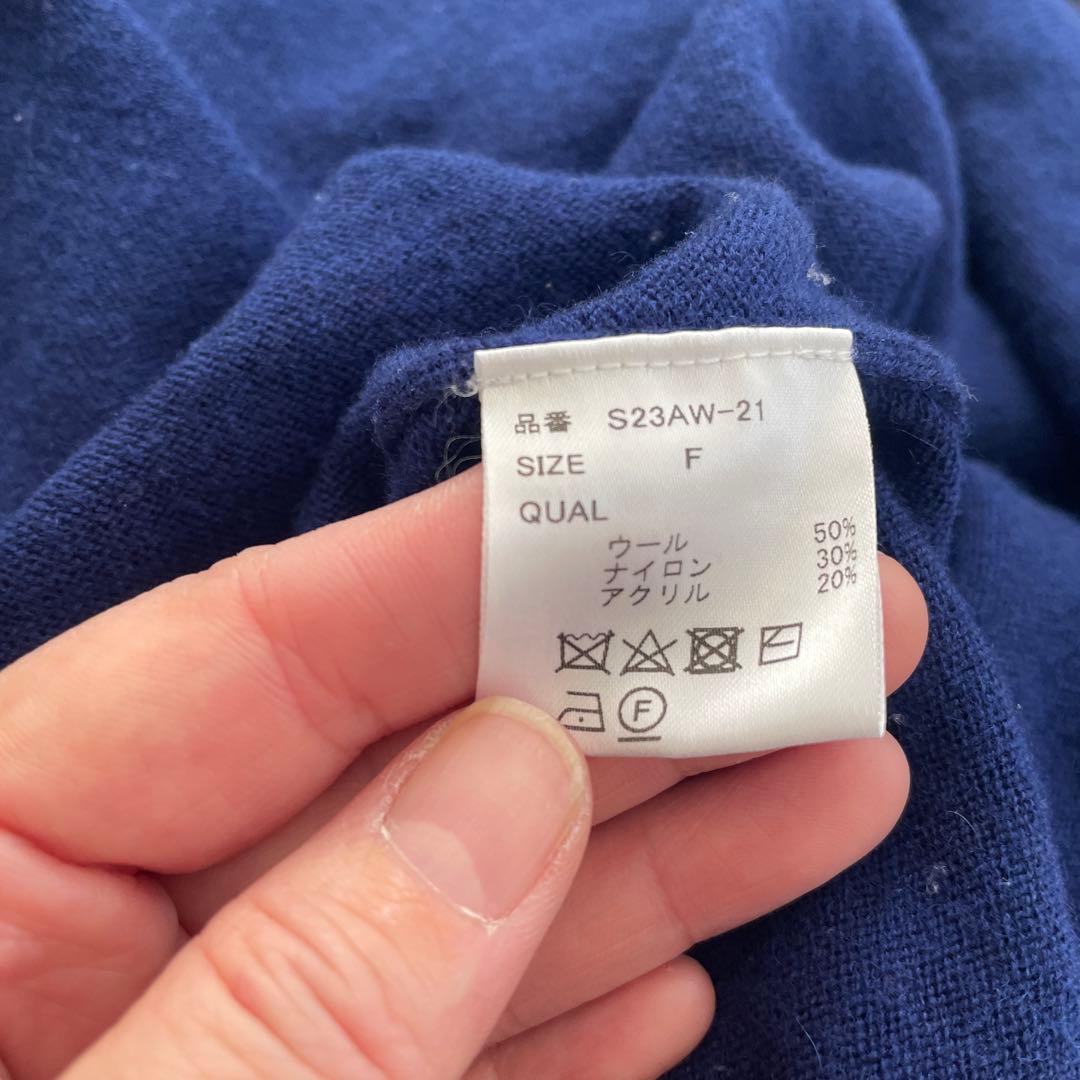 品番 S23AW-21
SIZE F
QUAL
ウール 50%
ナイロン 30%
アクリル 20%
F